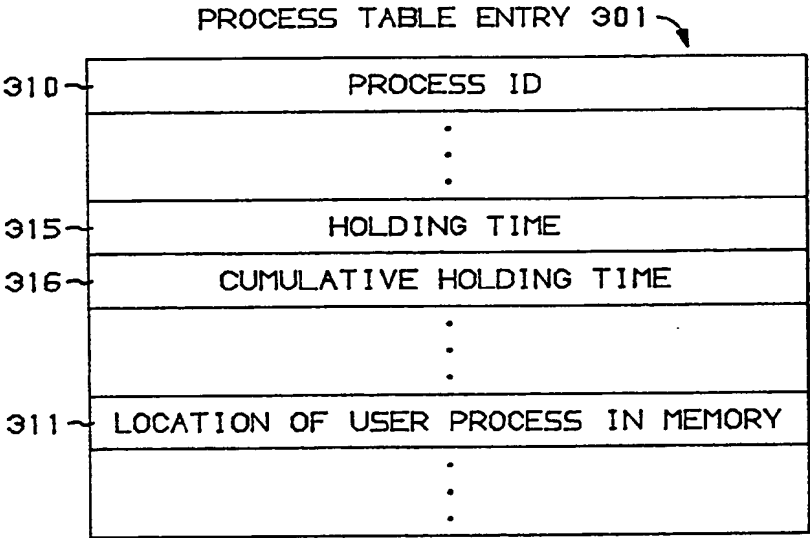 PROCESS TABLE ENTRY 301
310 PROCESS ID
315 HOLDING TIME
316 CUMULATIVE HOLDING TIME
311 LOCATION OF USER PROCESS IN MEMORY